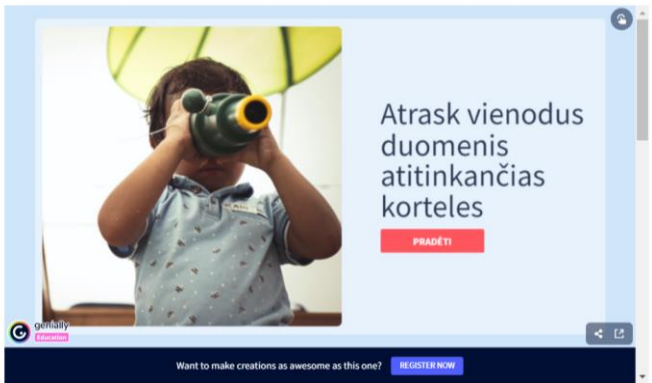 Atrask vienodus
duomenis
atitinkančias
korteles
PRADĖTI
genially
Education
Want to make creations as awesome as this one?
REGISTER NOW